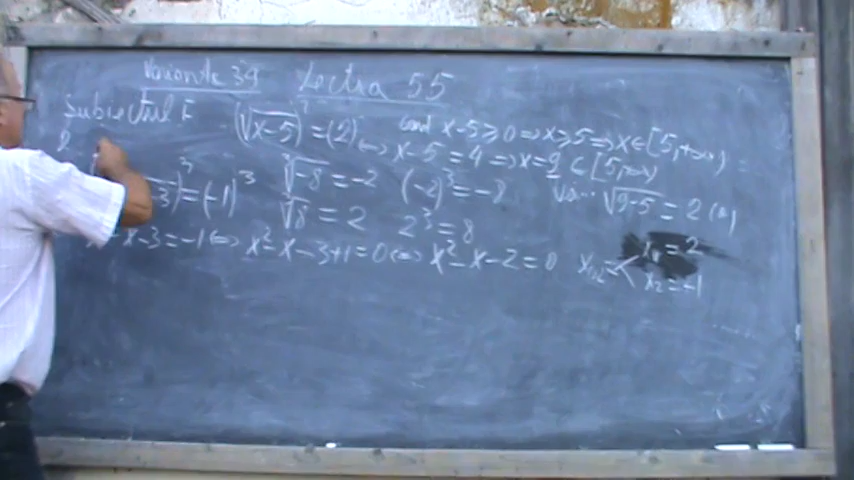 Varianta 39 Lectia 55
Subiectul I (√x-5)² = (2)² cond x-5≥0 ⇒ x≥5 ⇒ x∈[5,+∞)
2 ⇔ x-5=4 ⇒ x=9 ∈ [5,+∞)
-3)³ = (-1)³ ∛-8 = -2 (-2)³ = -8 √9-5 = 2 (A)
∛8 = 2 2³ = 8
-x-3=-1 ⇔ x²-x-3+1=0 ⇔ x²-x-2=0 x₁,₂ = < x₁=2
x₂=-1